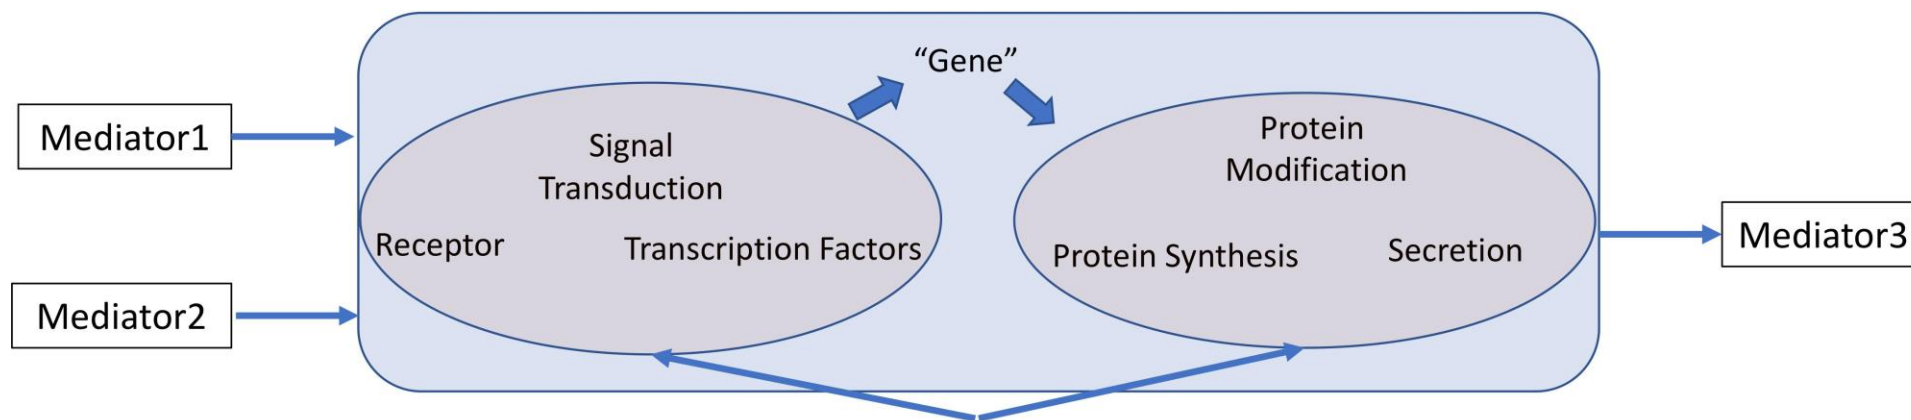 “Gene”
Mediator1
Signal
Transduction
Receptor
Transcription Factors
Mediator2
Protein
Modification
Protein Synthesis
Secretion
Mediator3